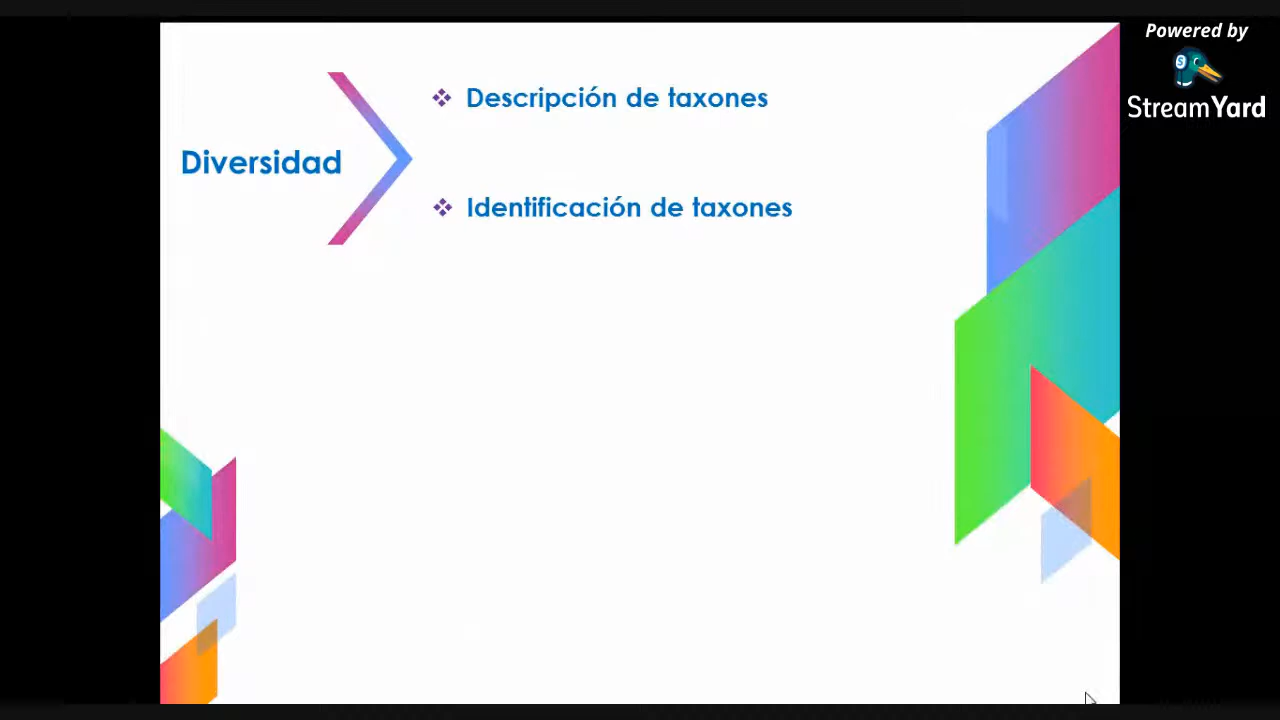 Powered by
StreamYard
Descripción de taxones
Diversidad
Identificación de taxones